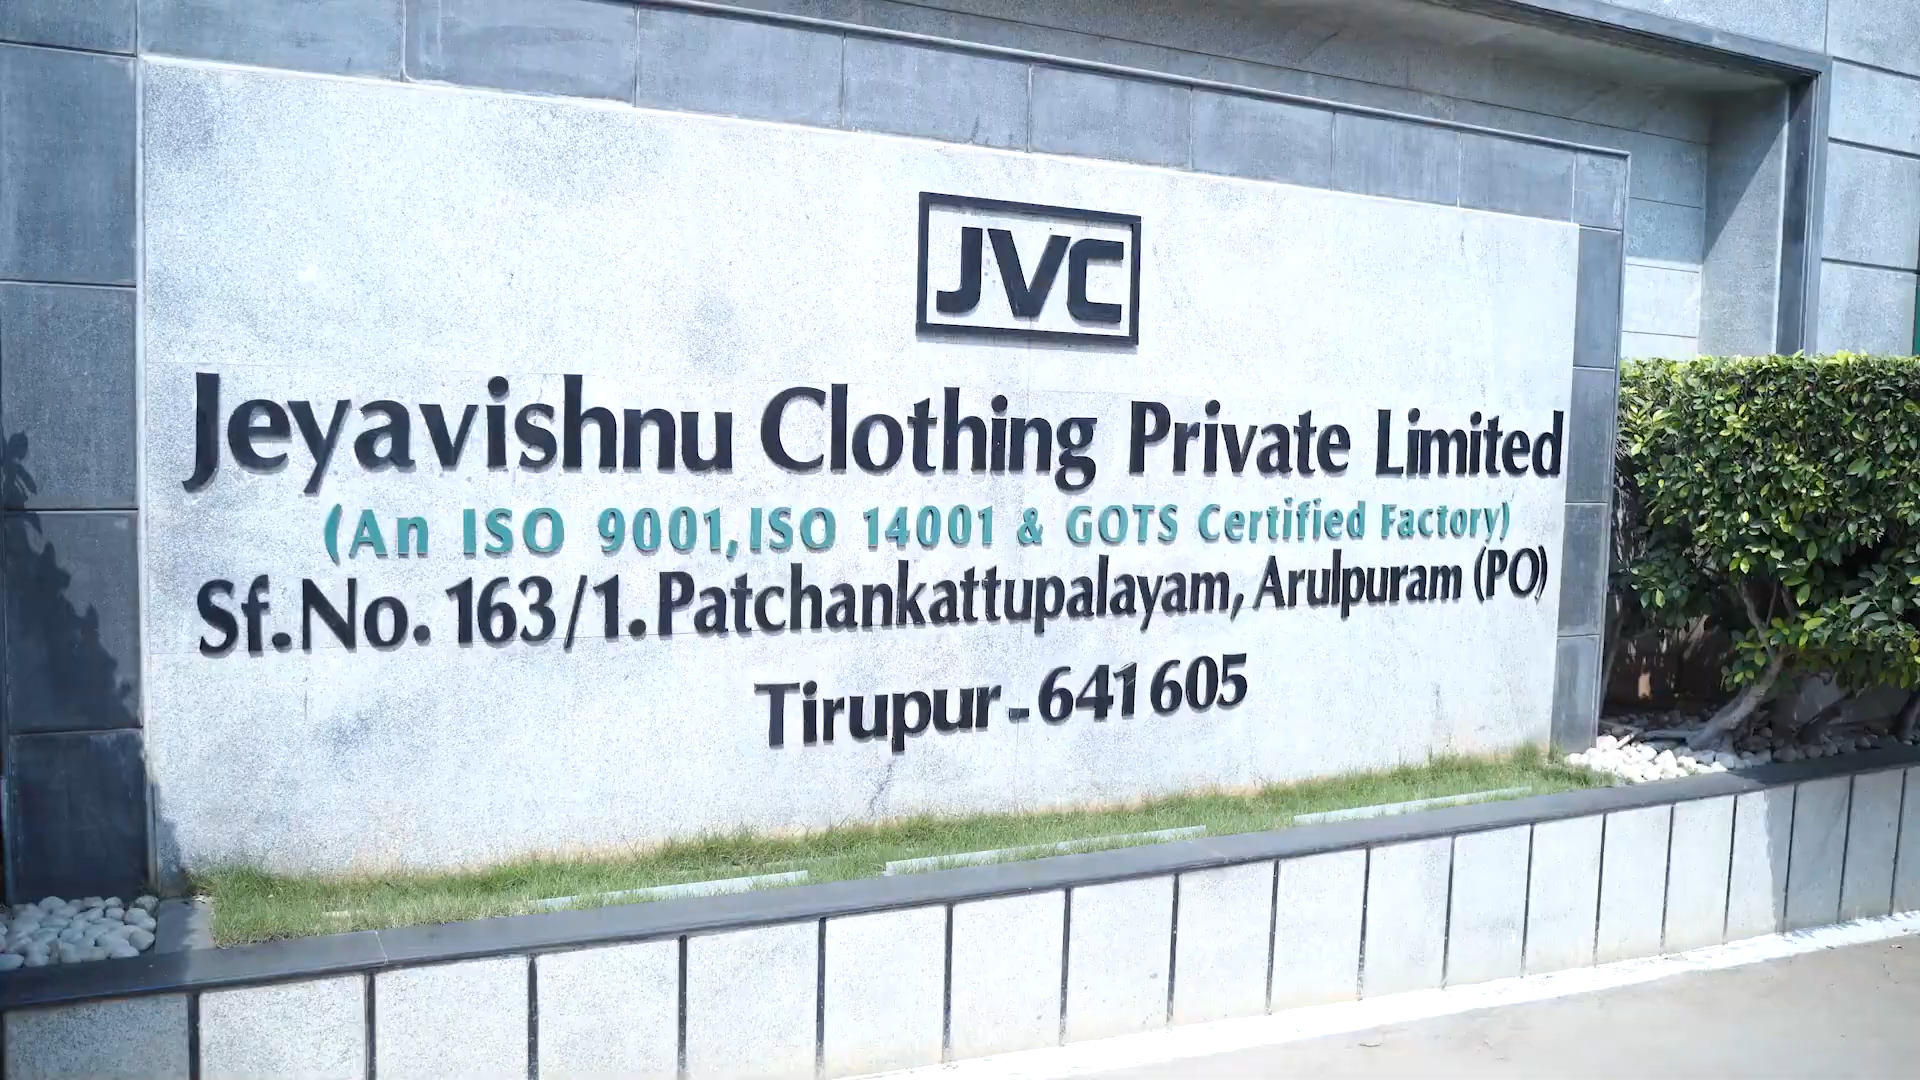 JVC
Jeyavishnu Clothing Private Limited
(An ISO 9001, ISO 14001 & GOTS Certified Factory)
Sf.No. 163/1. Patchankattupalayam, Arulpuram (PO)
Tirupur - 641 605